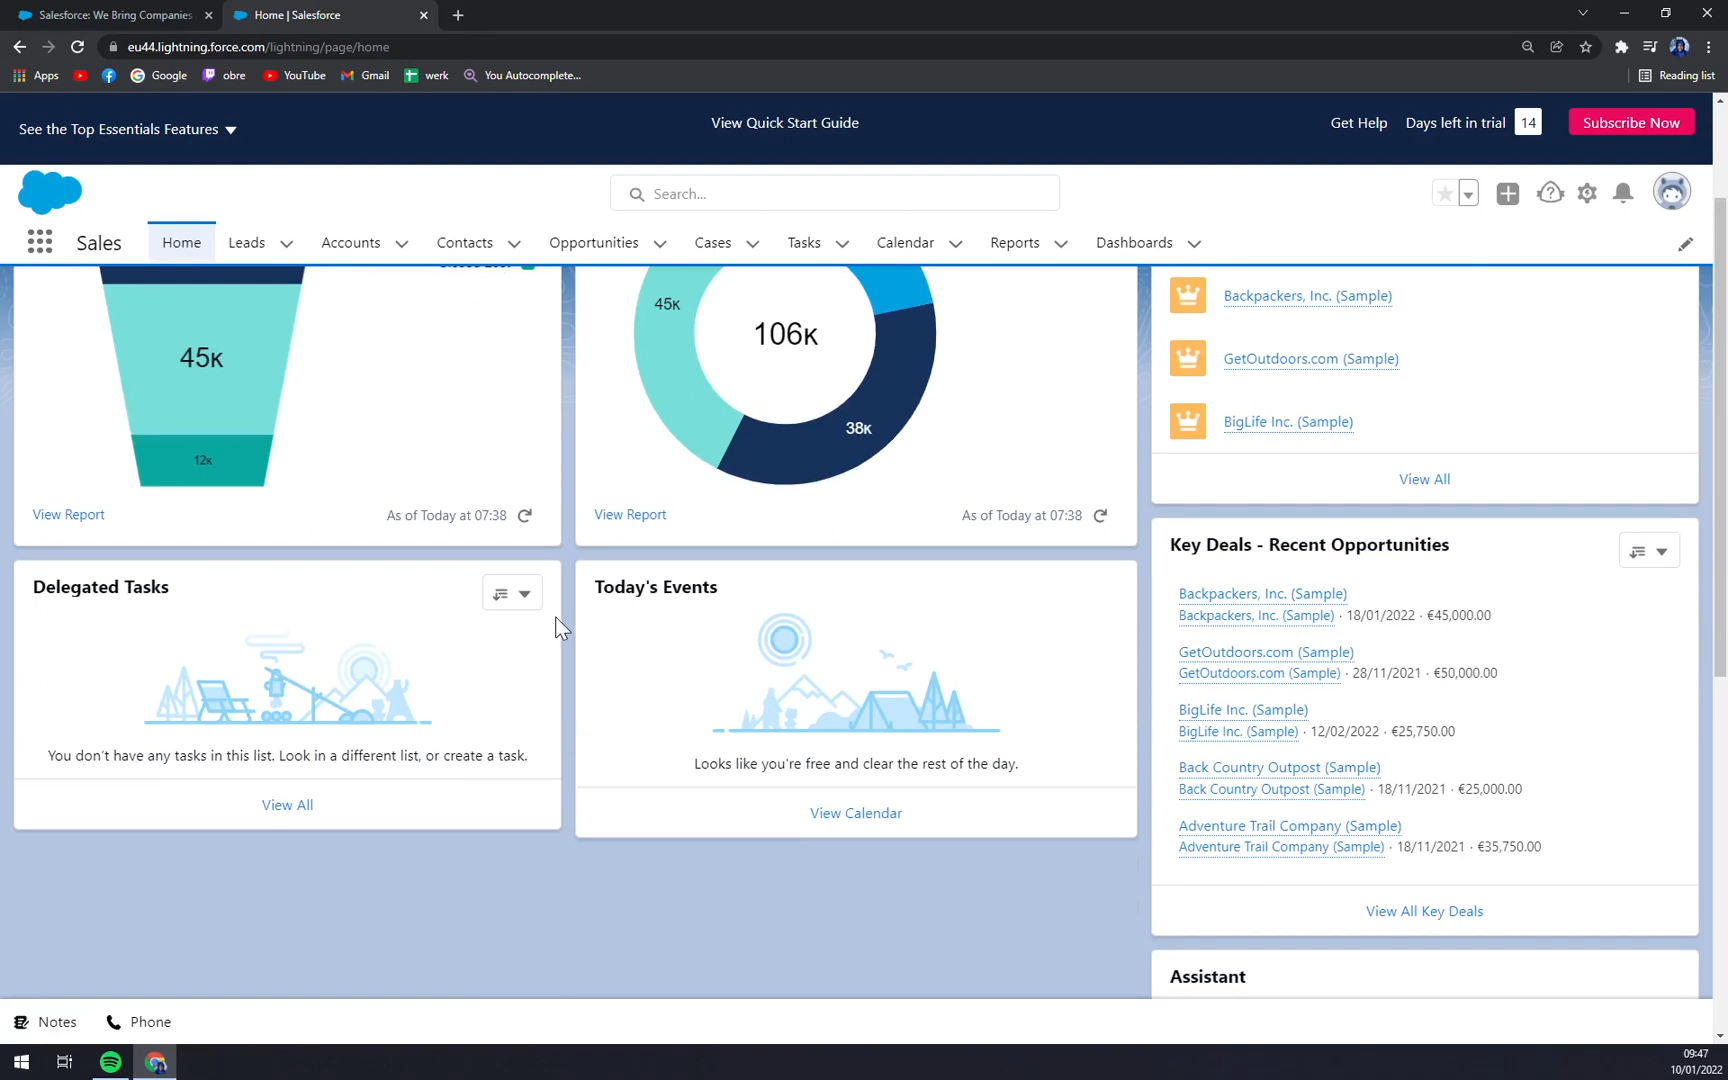 Salesforce: We Bring Companies
Home | Salesforce
eu44.lightning.force.com/lightning/page/home
Apps
Google
obre
YouTube
Gmail
werk
You Autocomplete...
Reading list
See the Top Essentials Features
View Quick Start Guide
Get Help
Days left in trial 14
Subscribe Now
Search...
Sales
Home
Leads
Accounts
Contacts
Opportunities
Cases
Tasks
Calendar
Reports
Dashboards
45K
12K
View Report
As of Today at 07:38
45K
106K
38K
View Report
As of Today at 07:38
Backpackers, Inc. (Sample)
GetOutdoors.com (Sample)
BigLife Inc. (Sample)
View All
Delegated Tasks
You don't have any tasks in this list. Look in a different list, or create a task.
View All
Today's Events
Looks like you're free and clear the rest of the day.
View Calendar
Key Deals - Recent Opportunities
Backpackers, Inc. (Sample)
Backpackers, Inc. (Sample) · 18/01/2022 · €45,000.00
GetOutdoors.com (Sample)
GetOutdoors.com (Sample) · 28/11/2021 · €50,000.00
BigLife Inc. (Sample)
BigLife Inc. (Sample) · 12/02/2022 · €25,750.00
Back Country Outpost (Sample)
Back Country Outpost (Sample) · 18/11/2021 · €25,000.00
Adventure Trail Company (Sample)
Adventure Trail Company (Sample) · 18/11/2021 · €35,750.00
View All Key Deals
Assistant
Notes
Phone
09:47
10/01/2022